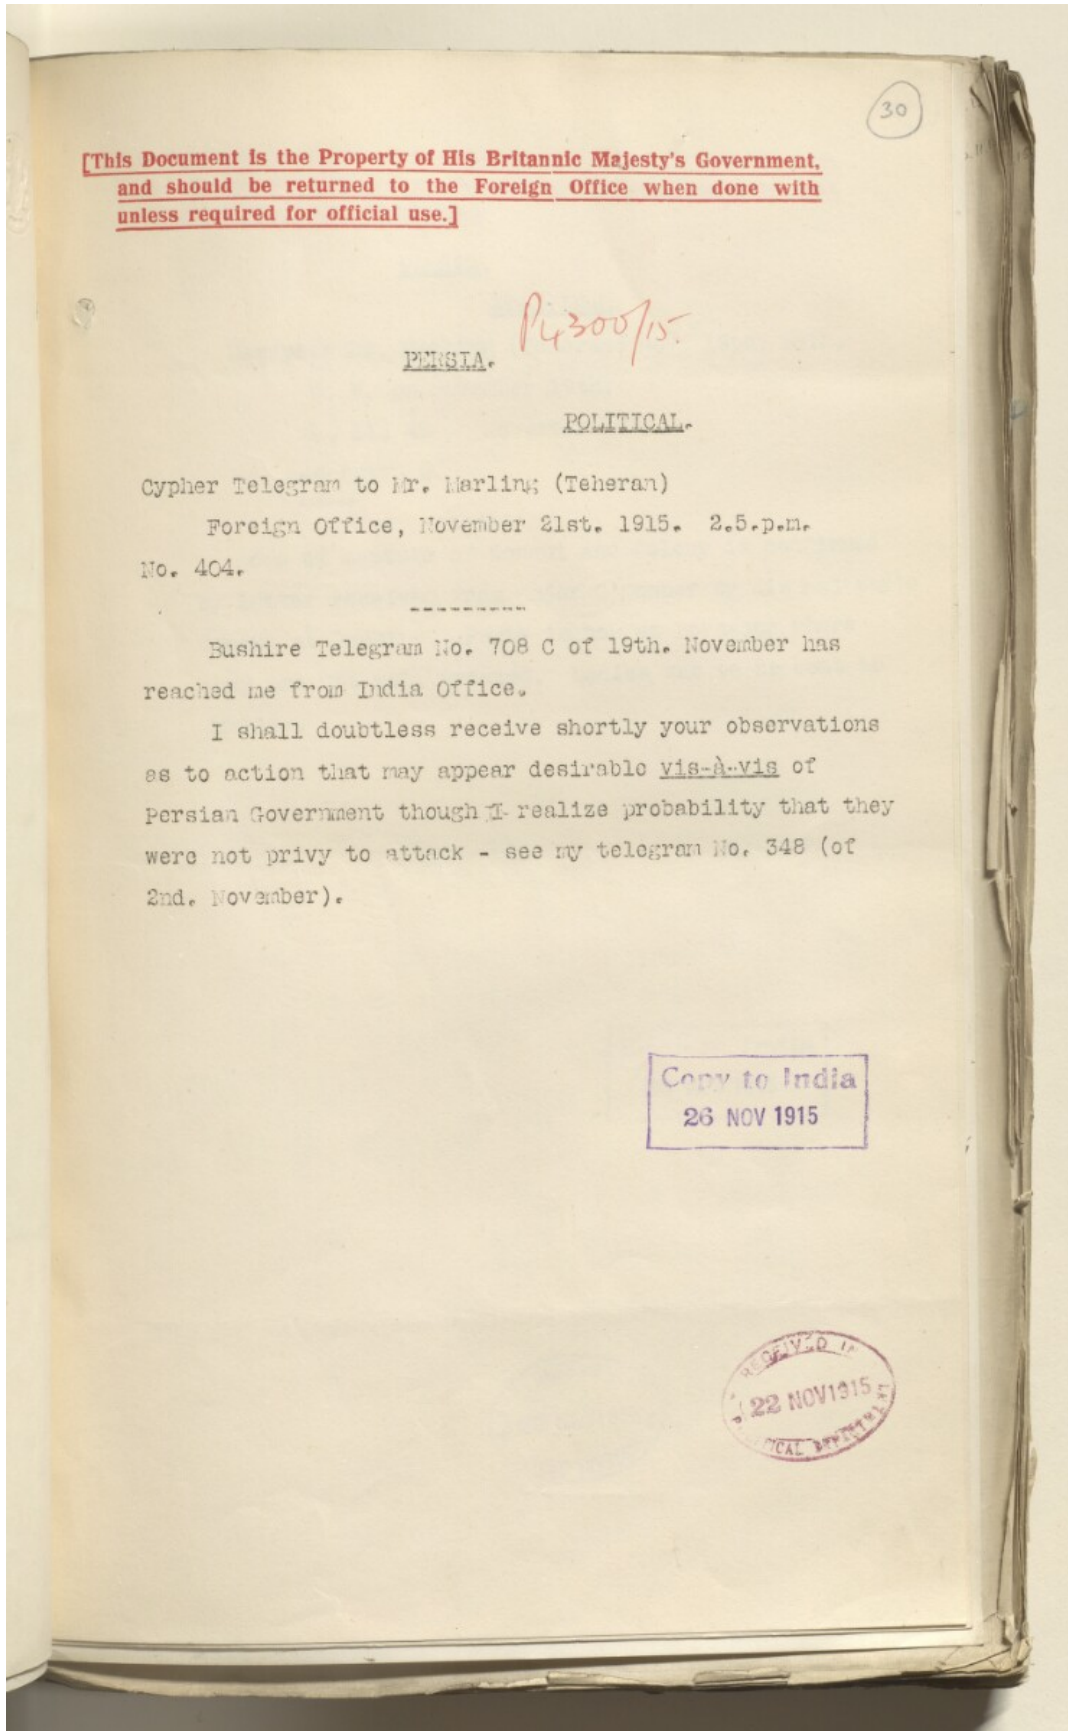 30
[This Document is the Property of His Britannic Majesty's Government,
and should be returned to the Foreign Office when done with
unless required for official use.]
P4300/15.
PERSIA.
POLITICAL.
Cypher Telegram to Mr. Marling (Teheran)
Foreign Office, November 21st. 1915. 2.5.p.m.
No. 404.
----------
Bushire Telegram No. 708 C of 19th. November has
reached me from India Office.
I shall doubtless receive shortly your observations
as to action that may appear desirable vis-à-vis of
Persian Government though I realize probability that they
were not privy to attack - see my telegram No. 348 (of
2nd. November).
Copy to India
26 NOV 1915
RECEIVED IN
22 NOV 1915
POLITICAL DEPARTMENT